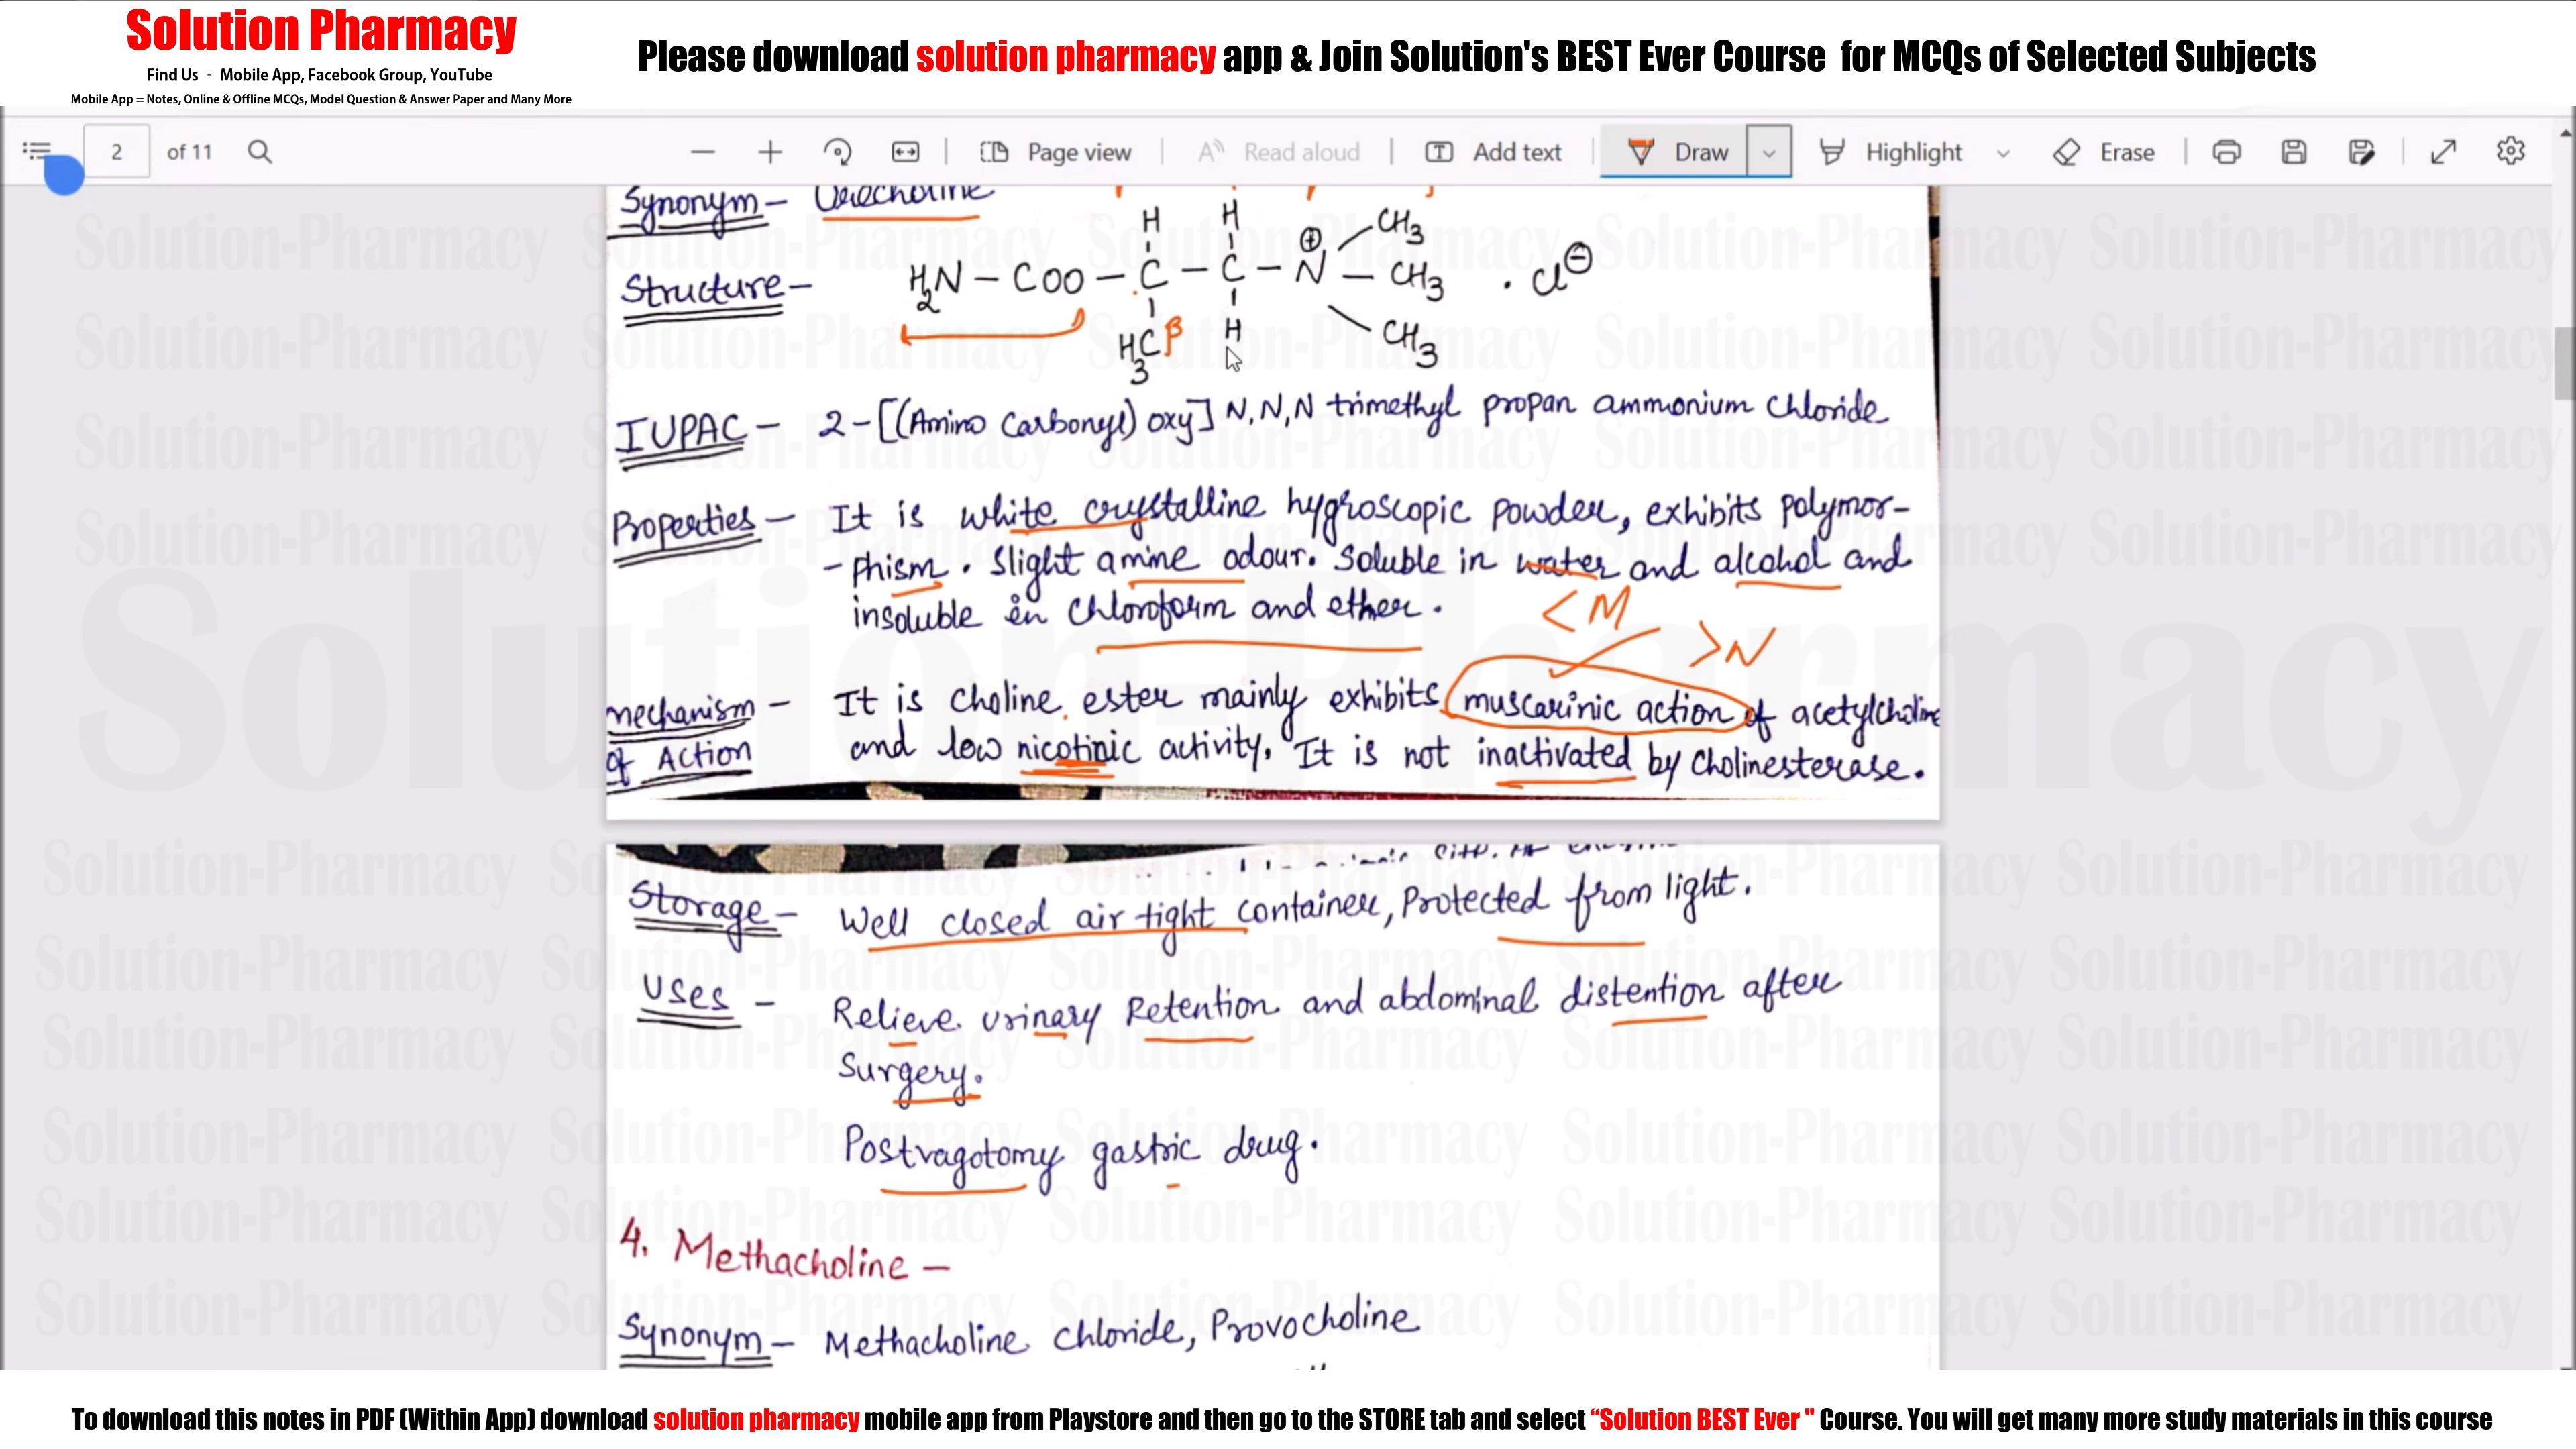 Solution Pharmacy
Find Us - Mobile App, Facebook Group, YouTube
Mobile App = Notes, Online & Offline MCQs, Model Question & Answer Paper and Many More
Please download solution pharmacy app & Join Solution's BEST Ever Course for MCQs of Selected Subjects
2 of 11 Page view Read aloud Add text Draw Highlight Erase
Synonym -
Structure - H2N - COO - C - C - N⊕ - CH3 . Cl⊖
H H CH3
H3C β H CH3
IUPAC - 2-[(Amino Carbonyl) oxy] N, N, N trimethyl propan ammonium chloride
Properties - It is white crystalline hygroscopic powder, exhibits polymor-
- phism. Slight amine odour. Soluble in water and alcohol and
insoluble in chloroform and ether.
<M
>N
mechanism - It is choline ester mainly exhibits muscarinic action of acetylcholine
of Action and low nicotinic activity. It is not inactivated by cholinesterase.
Storage - Well closed air tight container, Protected from light.
Uses - Relieve urinary Retention and abdominal distention after
Surgery.
Postvagotomy gastric drug.
4. Methacholine -
Synonym - Methacholine Chloride, Provocholine
Solution-Pharmacy
To download this notes in PDF (Within App) download solution pharmacy mobile app from Playstore and then go to the STORE tab and select “Solution BEST Ever " Course. You will get many more study materials in this course